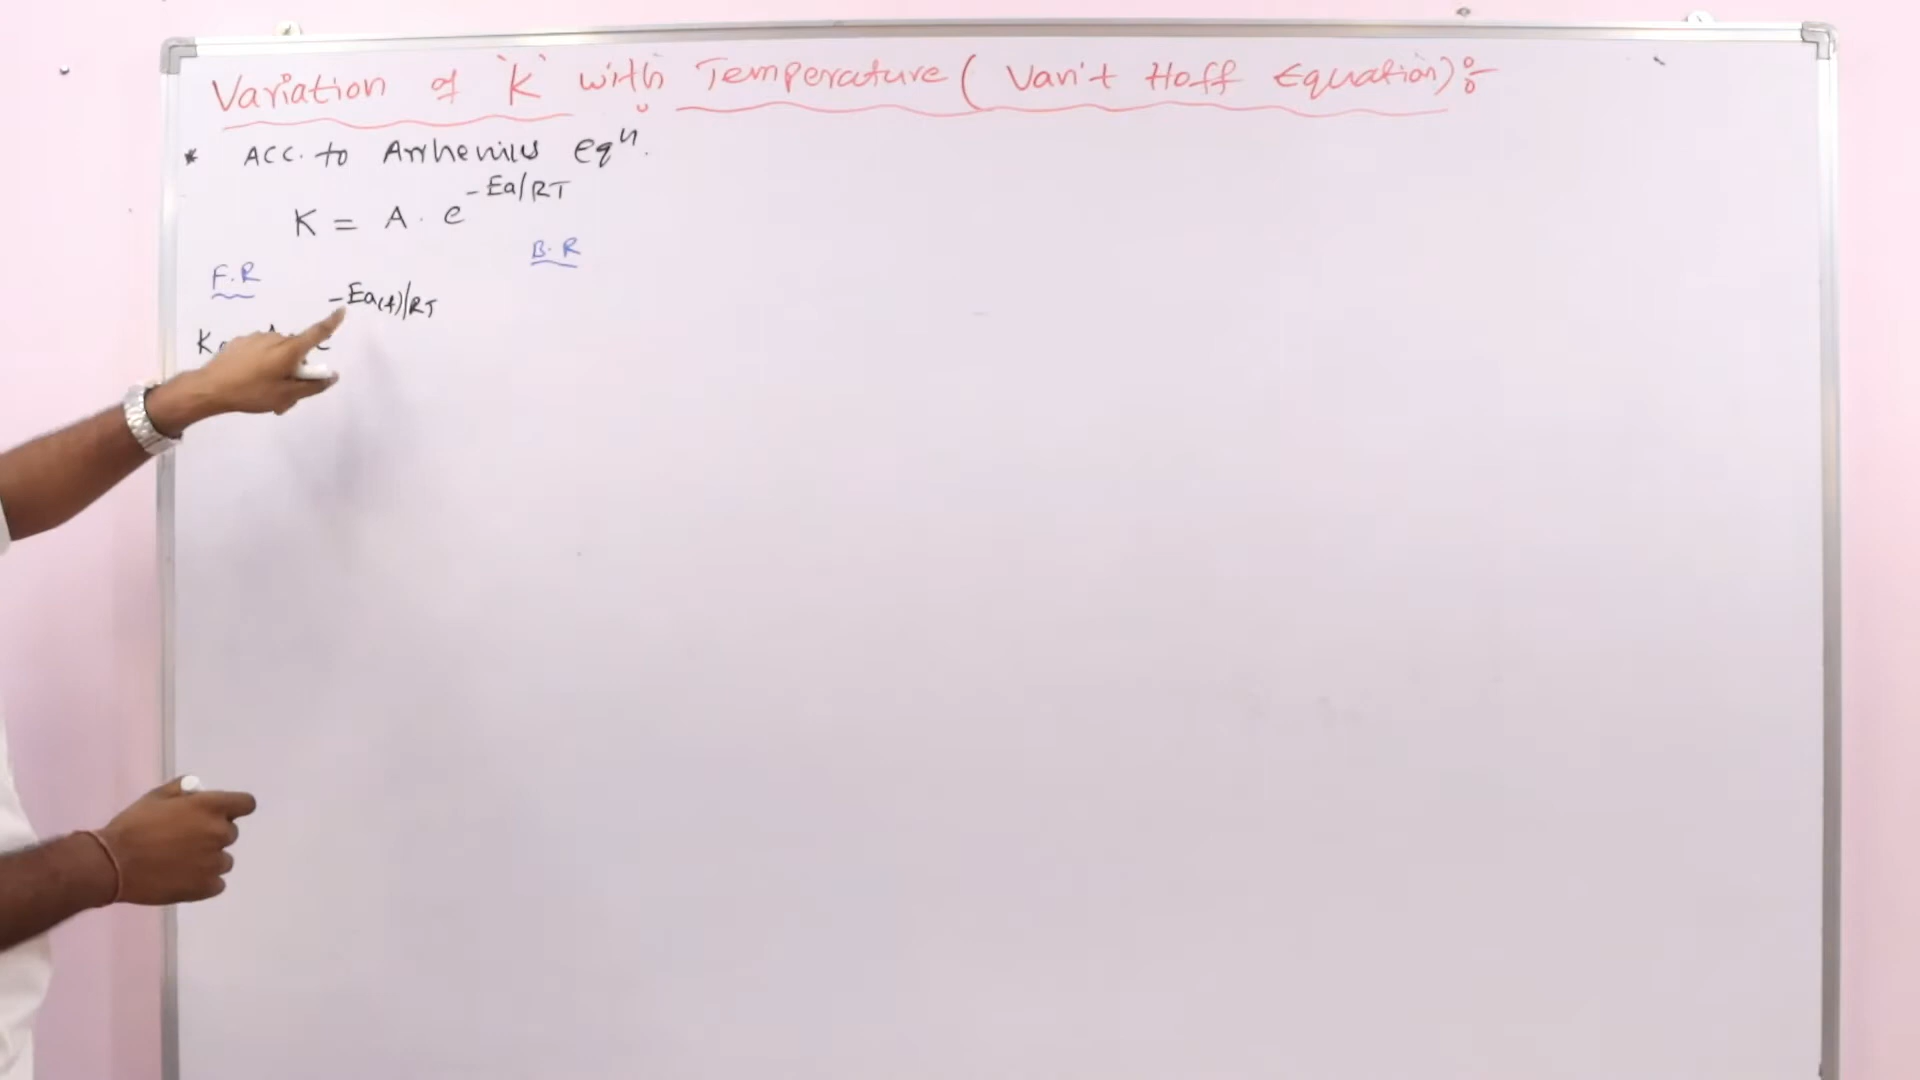 Variation of 'K' with Temperature ( Van't Hoff Equation) :-
* Acc. to Arrhenius eqn.
K = A . e^-Ea/RT
B.R
F.R
K e^-Ea(f)/RT